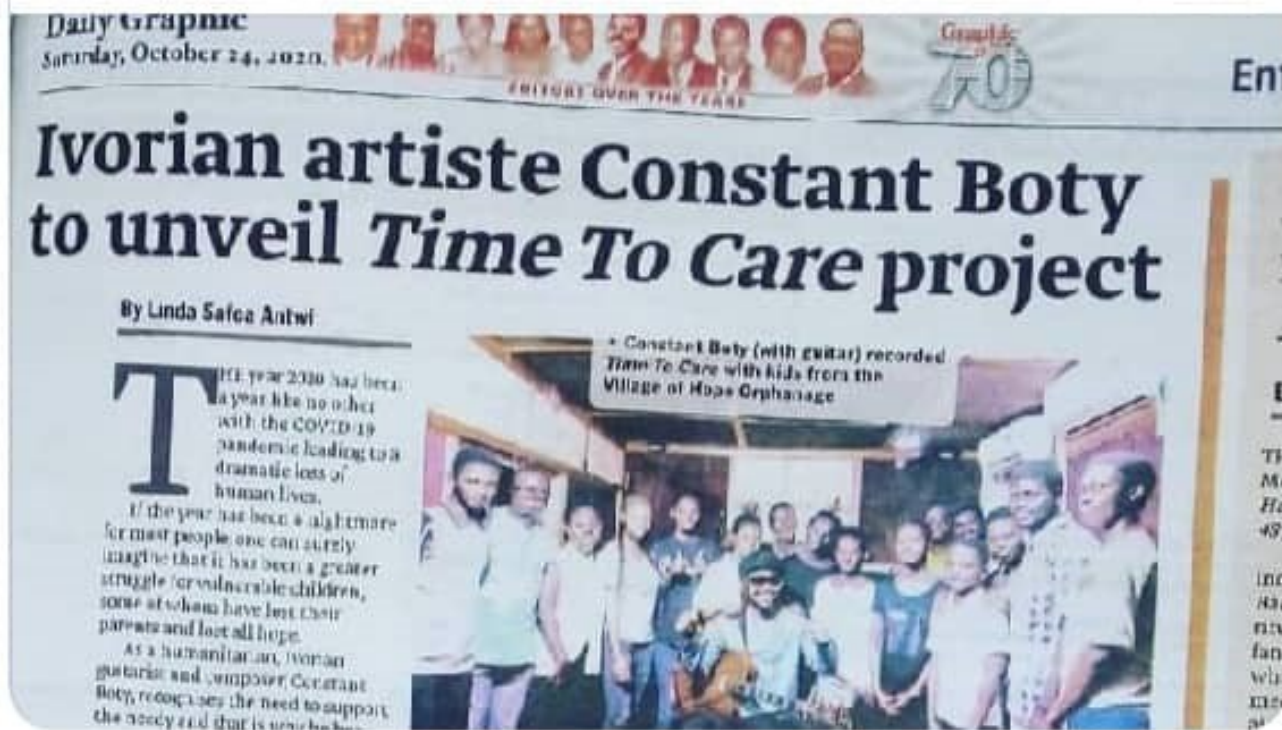 Daily Graphic
Saturday, October 24, 2020.
EDITORS OVER THE YEARS
Graphic
70
Ent
Ivorian artiste Constant Boty
to unveil Time To Care project
By Linda Safoa Antwi
• Constant Boty (with guitar) recorded
Time To Care with kids from the
Village of Hope Orphanage
THE year 2020 has been
a year like no other
with the COVID-19
pandemic leading to a
dramatic loss of
human lives.
If the year has been a nightmare
for most people, one can surely
imagine that it has been a greater
struggle for vulnerable children,
some of whom have lost their
parents and lost all hope.
As a humanitarian, Ivorian
guitarist and composer Constant
Boty, recognises the need to support
the needy and that is why he